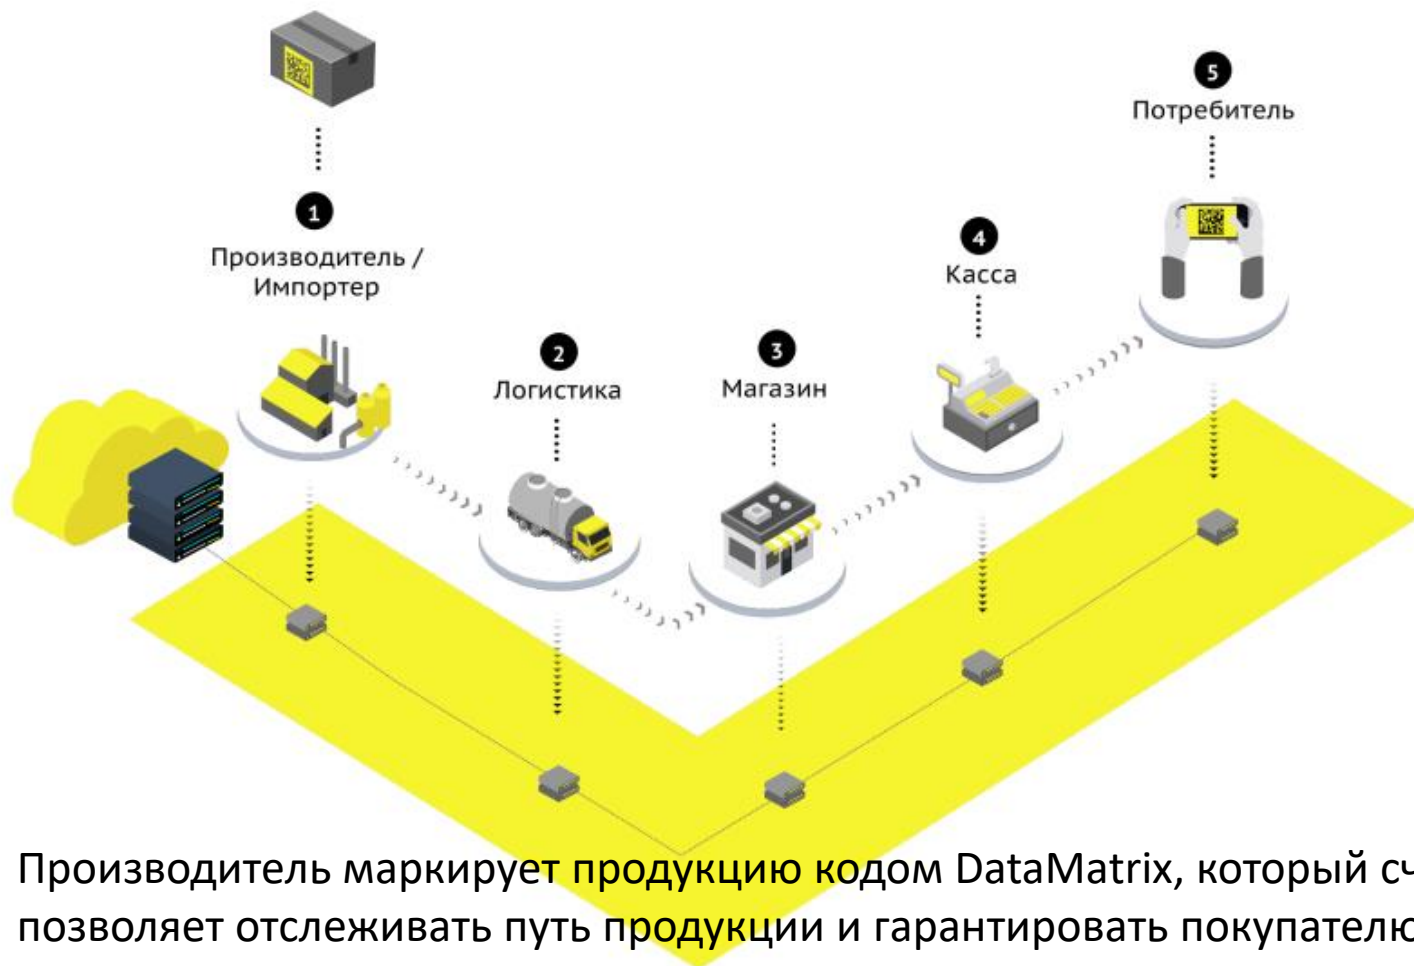 1
Производитель /
Импортер
2
Логистика
3
Магазин
4
Касса
5
Потребитель
Производитель маркирует продукцию кодом DataMatrix, который сч
позволяет отслеживать путь продукции и гарантировать покупателю